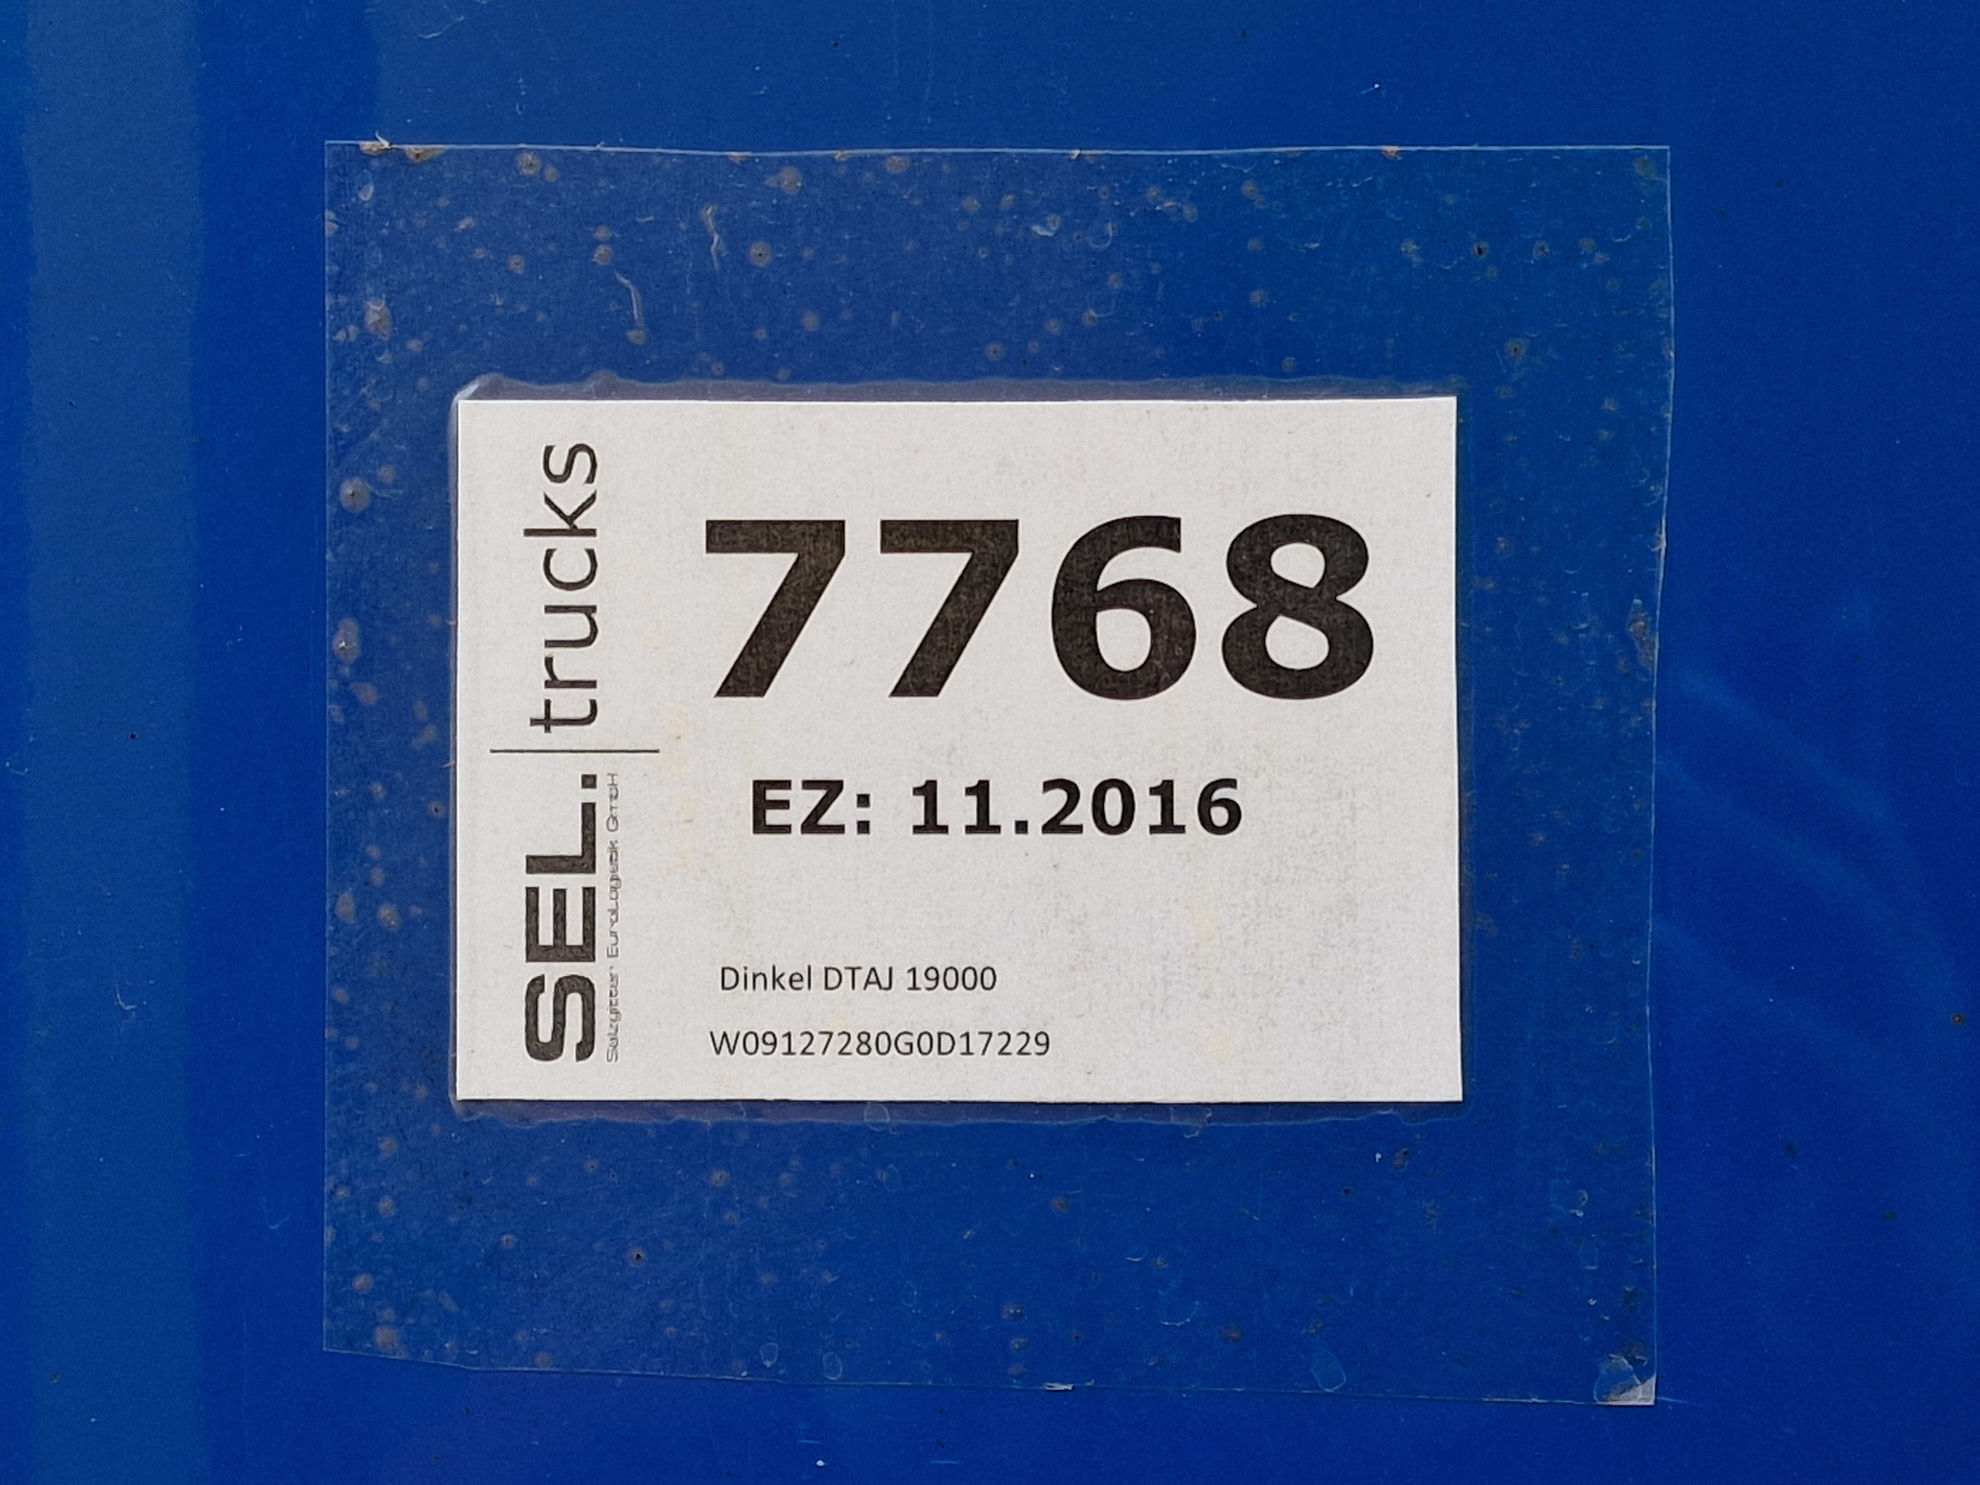 SEL. | trucks
Salzgitter EuroLogistik GmbH
7768
EZ: 11.2016
Dinkel DTAJ 19000
W09127280G0D17229